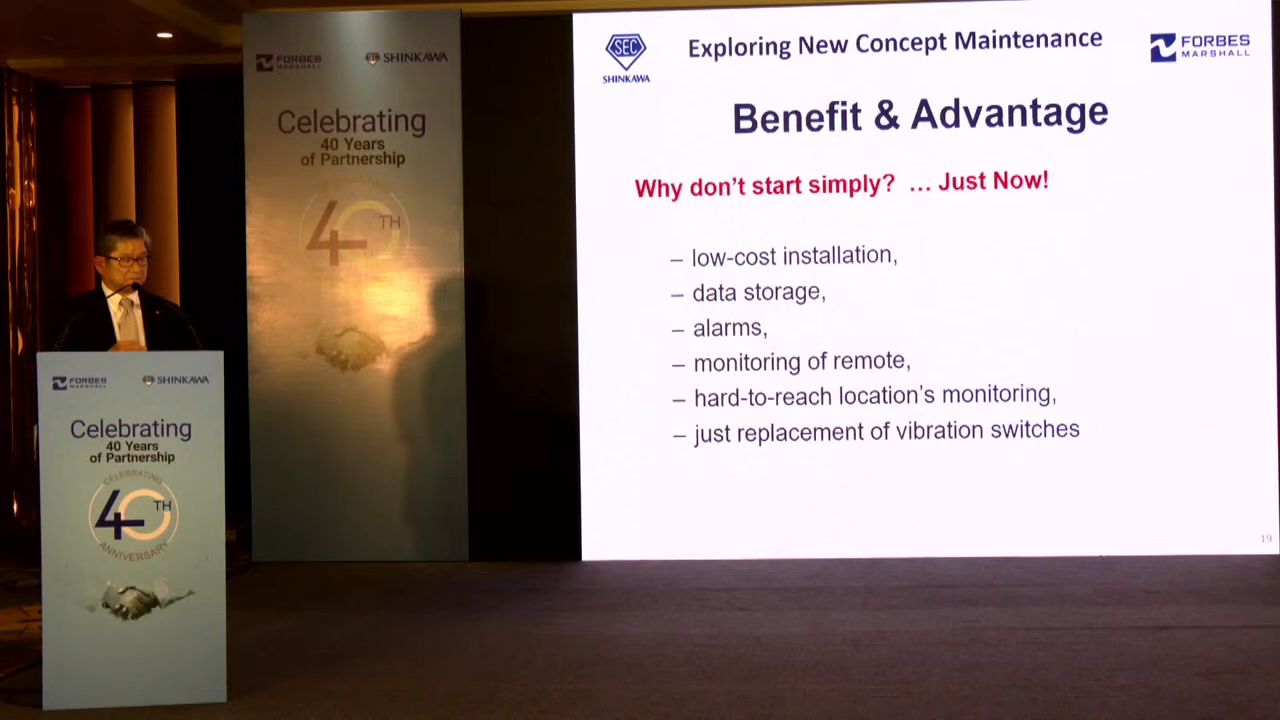 FORBES
MARSHALL
SHINKAWA
Celebrating
40 Years
of Partnership
40TH
SEC
SHINKAWA
Exploring New Concept Maintenance
FORBES
MARSHALL
Benefit & Advantage
Why don't start simply? … Just Now!
– low-cost installation,
– data storage,
– alarms,
– monitoring of remote,
– hard-to-reach location's monitoring,
– just replacement of vibration switches
19
FORBES
MARSHALL
SHINKAWA
Celebrating
40 Years
of Partnership
CELEBRATING
40TH
ANNIVERSARY